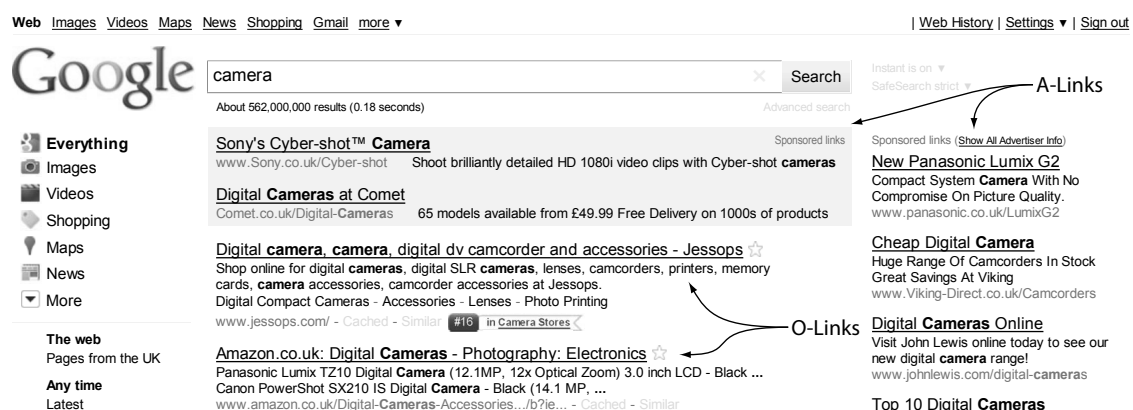 Web Images Videos Maps News Shopping Gmail more ▼ | Web History | Settings ▼ | Sign out
Google
camera × Search
Instant is on ▼
SafeSearch strict ▼
About 562,000,000 results (0.18 seconds) Advanced search
A-Links
Everything
Images
Videos
Shopping
Maps
News
More
The web
Pages from the UK
Any time
Latest
Sony's Cyber-shot™ Camera Sponsored links
www.Sony.co.uk/Cyber-shot Shoot brilliantly detailed HD 1080i video clips with Cyber-shot cameras
Digital Cameras at Comet
Comet.co.uk/Digital-Cameras 65 models available from £49.99 Free Delivery on 1000s of products
Digital camera, camera, digital dv camcorder and accessories - Jessops
Shop online for digital cameras, digital SLR cameras, lenses, camcorders, printers, memory
cards, camera accessories, camcorder accessories at Jessops.
Digital Compact Cameras - Accessories - Lenses - Photo Printing
www.jessops.com/ - Cached - Similar #16 in Camera Stores
O-Links
Amazon.co.uk: Digital Cameras - Photography: Electronics
Panasonic Lumix TZ10 Digital Camera (12.1MP, 12x Optical Zoom) 3.0 inch LCD - Black ...
Canon PowerShot SX210 IS Digital Camera - Black (14.1 MP, ...
www.amazon.co.uk/Digital-Cameras-Accessories.../b?ie... - Cached - Similar
Sponsored links (Show All Advertiser Info)
New Panasonic Lumix G2
Compact System Camera With No
Compromise On Picture Quality.
www.panasonic.co.uk/LumixG2
Cheap Digital Camera
Huge Range Of Camcorders In Stock
Great Savings At Viking
www.Viking-Direct.co.uk/Camcorders
Digital Cameras Online
Visit John Lewis online today to see our
new digital camera range!
www.johnlewis.com/digital-cameras
Top 10 Digital Cameras